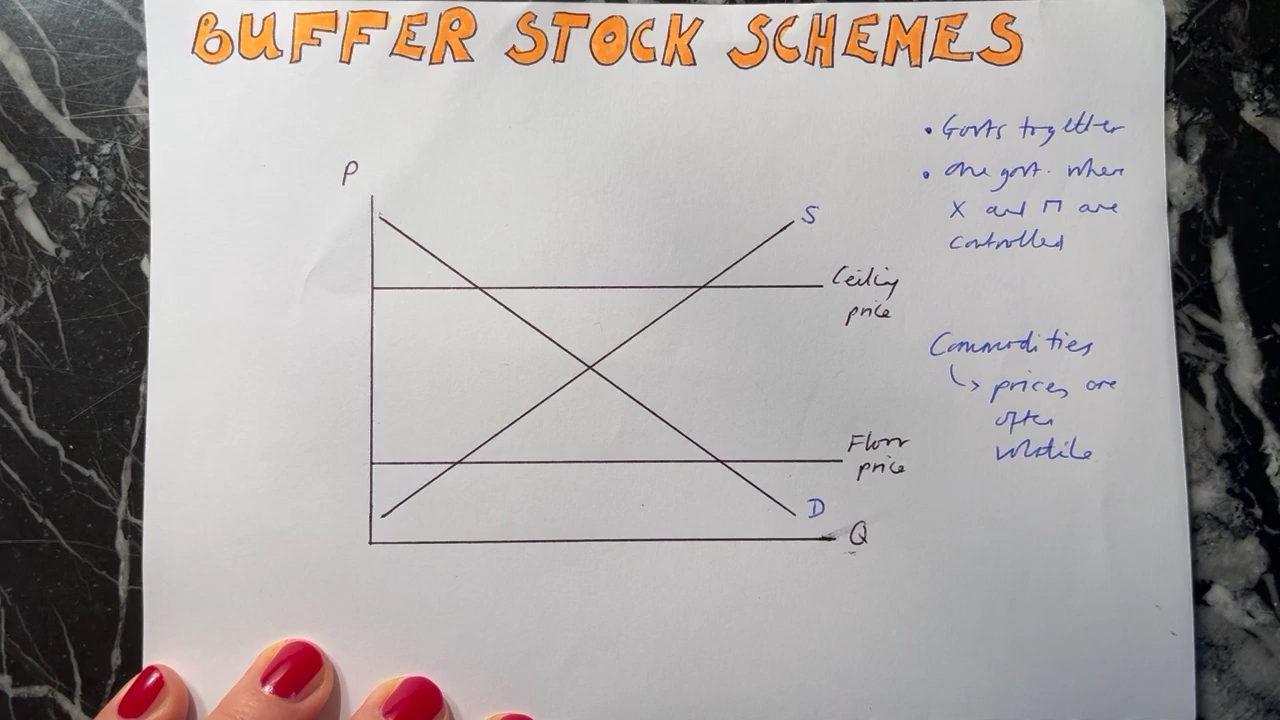 BUFFER STOCK SCHEMES
• Govts together
• one govt. when
X and M are
controlled
P
S
Ceiling
price
Commodities
↳ prices are
often
volatile
Floor
price
D
Q